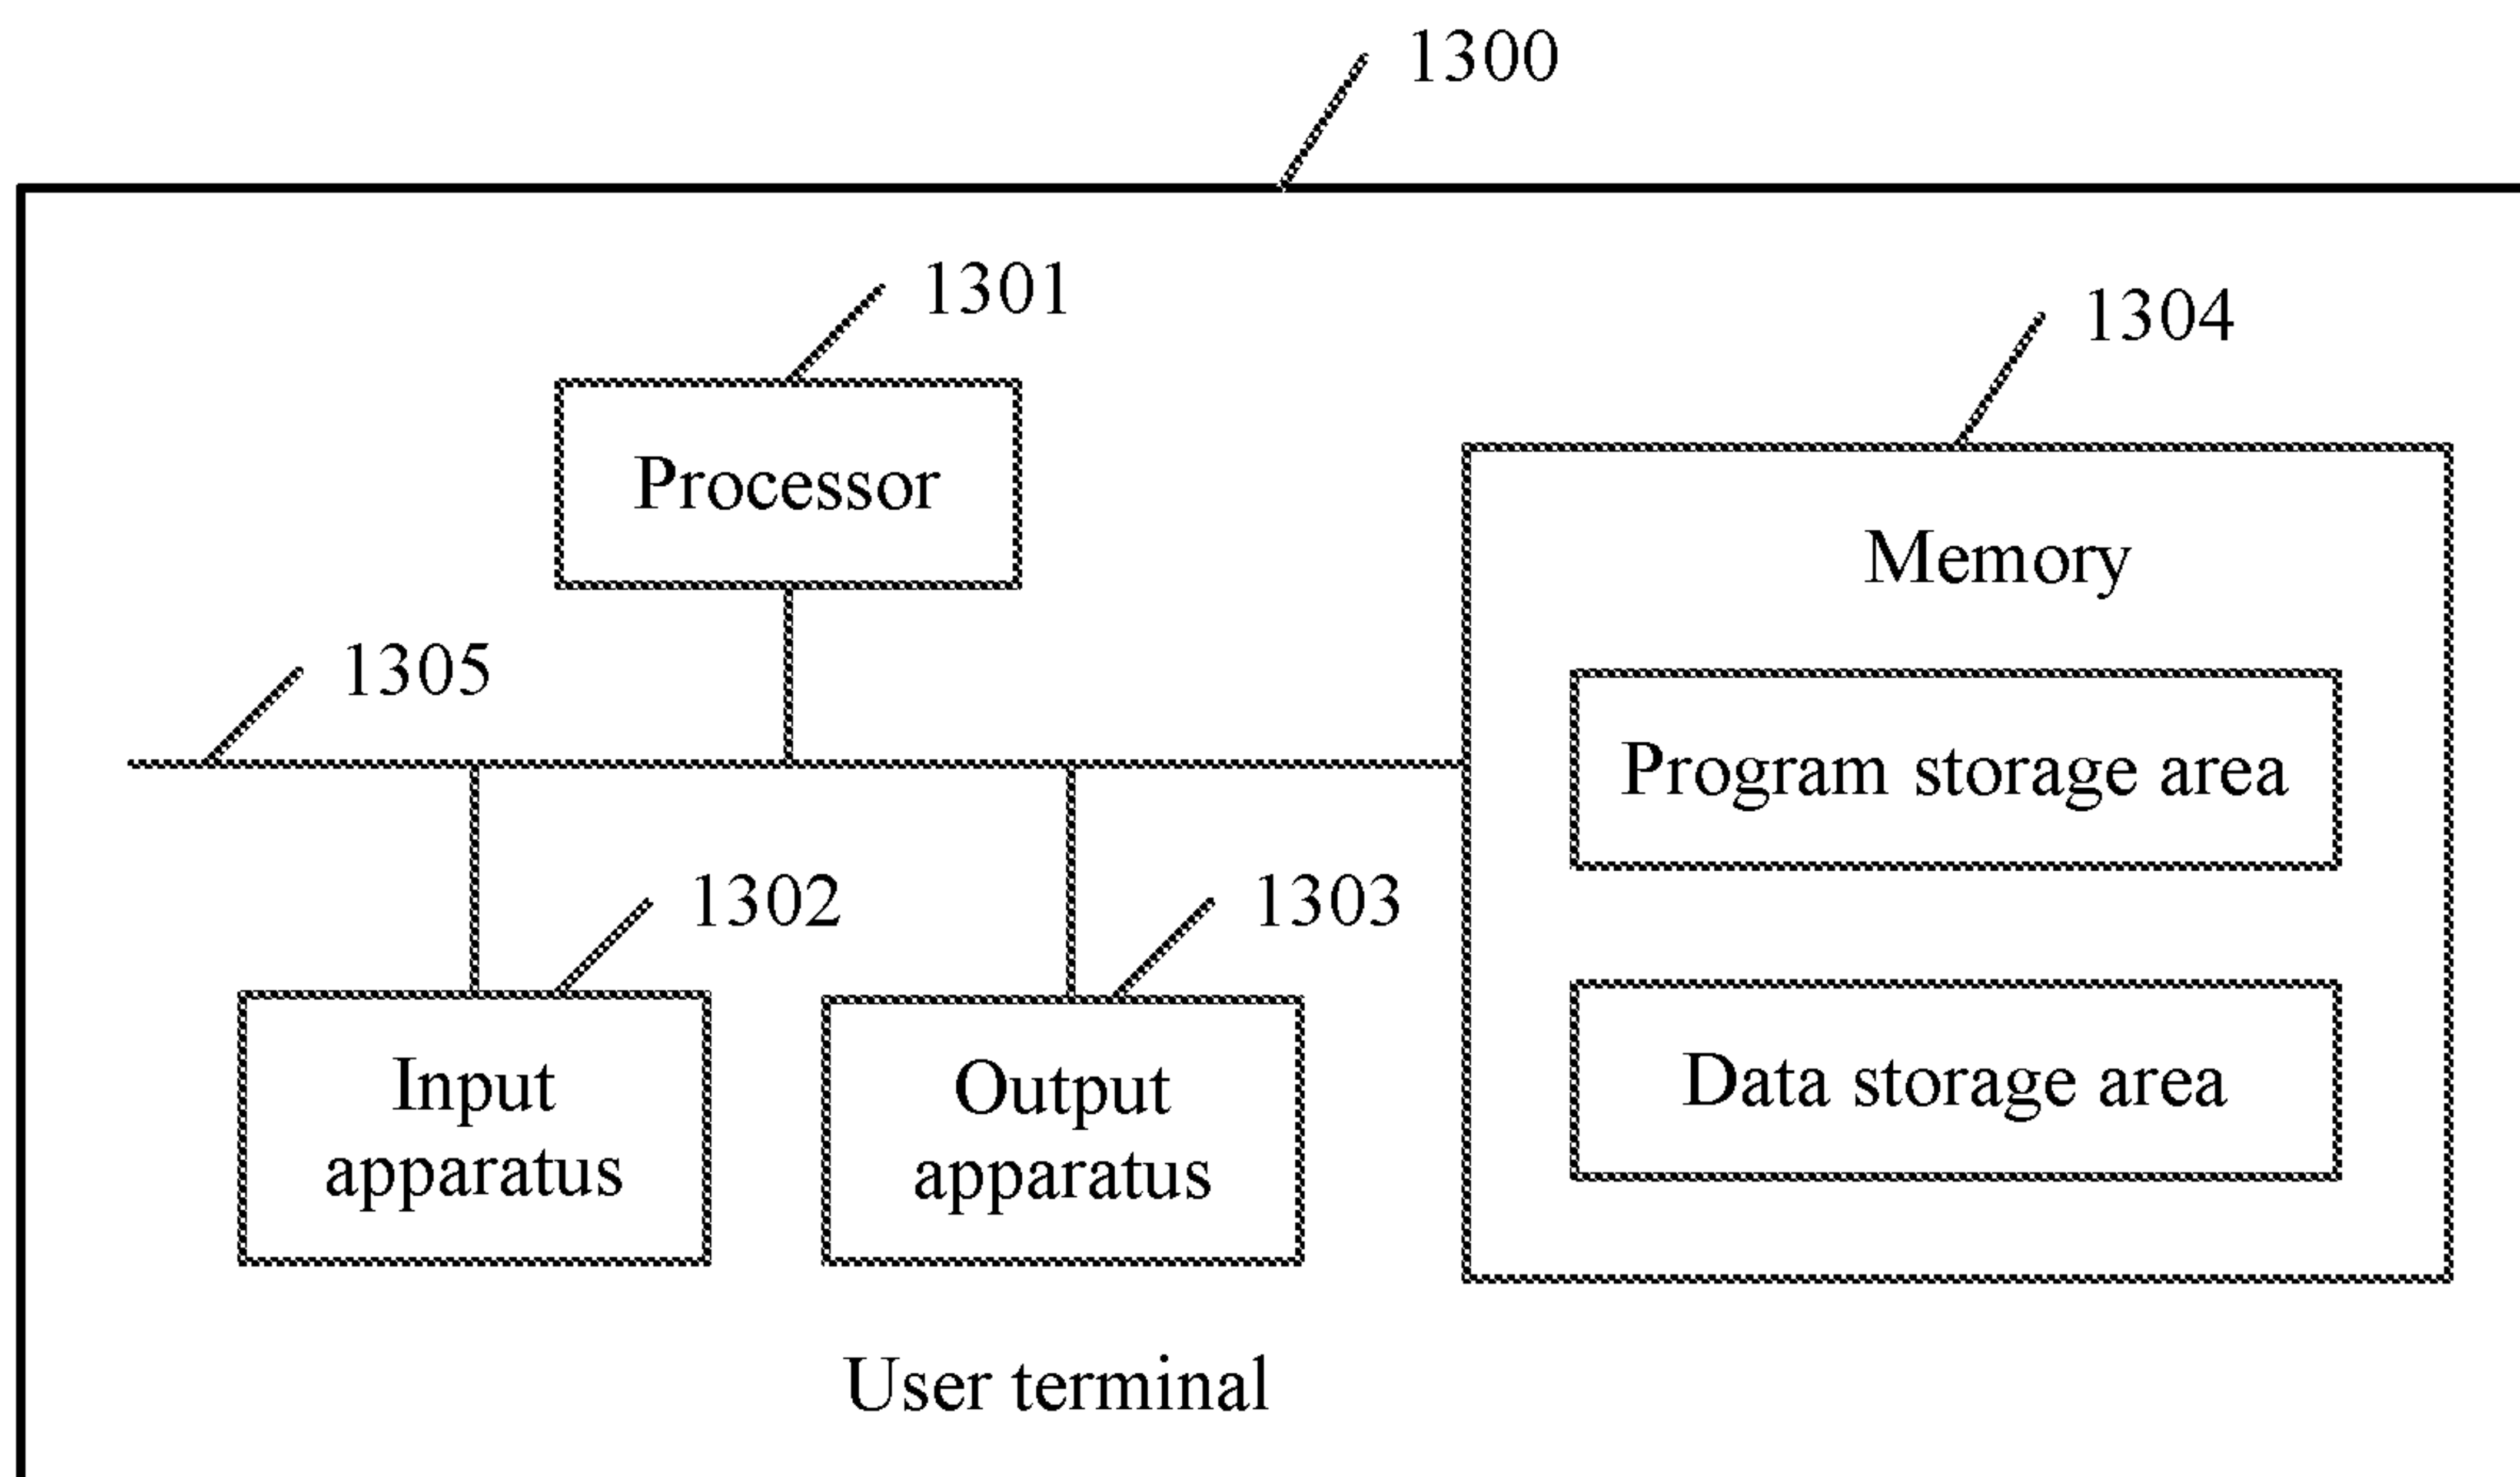 1300
1301
1304
Processor
Memory
1305
Program storage area
1302
1303
Input
apparatus
Output
apparatus
Data storage area
User terminal